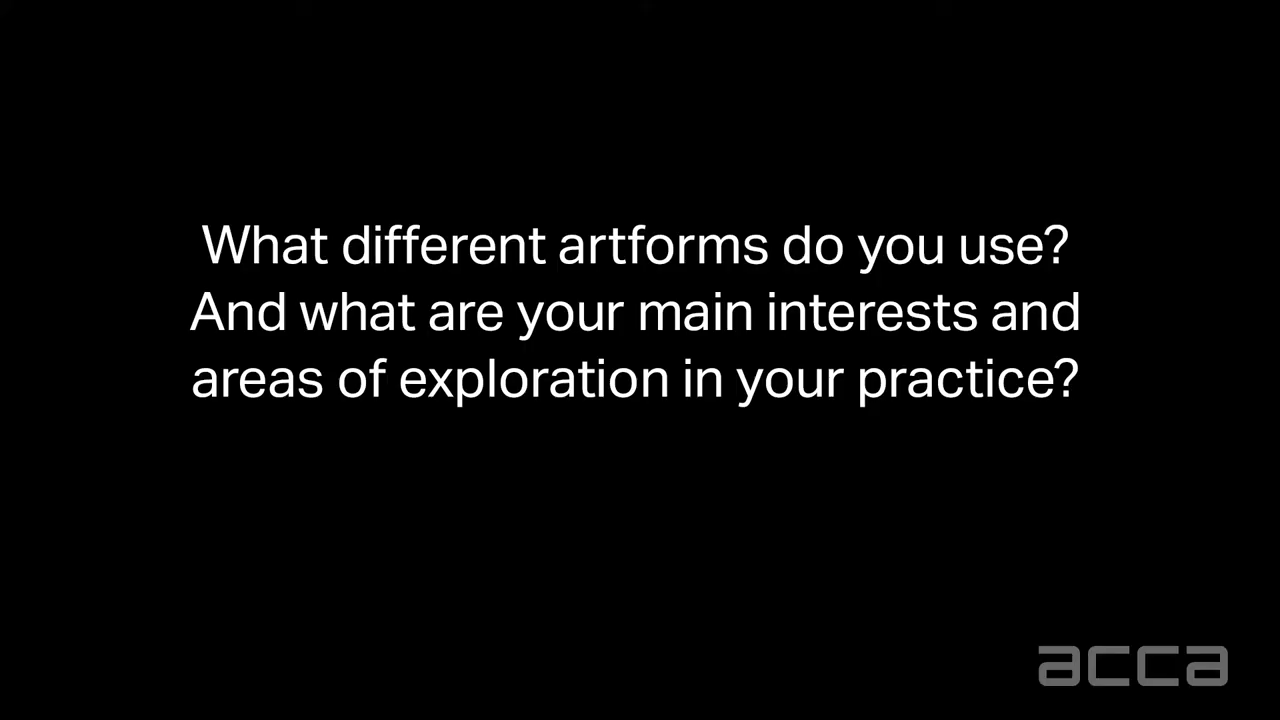 What different artforms do you use?
And what are your main interests and
areas of exploration in your practice?
acca